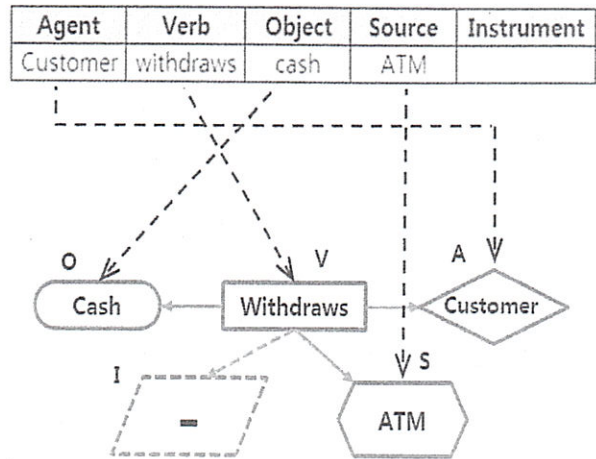 Agent Verb Object Source Instrument
Customer withdraws cash ATM
O V A
Cash Withdraws Customer
I S
- ATM